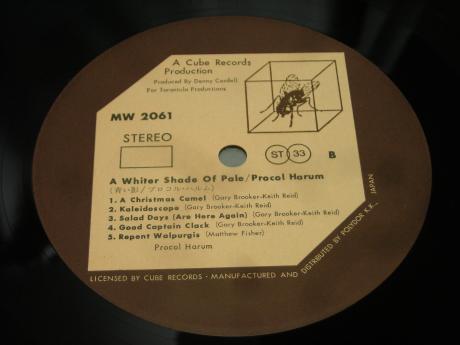 A Cube Records
Production
Produced By Denny Cordell
For Tarantula Productions
MW 2061
STEREO
ST 33
B
A Whiter Shade Of Pale/Procol Harum
(青い影/プロコル・ハルム)
1. A Christmas Camel (Gary Brooker-Keith Reid)
2. Kaleidoscope (Gary Brooker-Keith Reid)
3. Salad Days (Are Here Again) (Gary Brooker-Keith Reid)
4. Good Captain Clack (Gary Brooker-Keith Reid)
5. Repent Walpurgis (Matthew Fisher)
Procol Harum
LICENSED BY CUBE RECORDS · MANUFACTURED AND DISTRIBUTED BY POLYDOR K.K., JAPAN